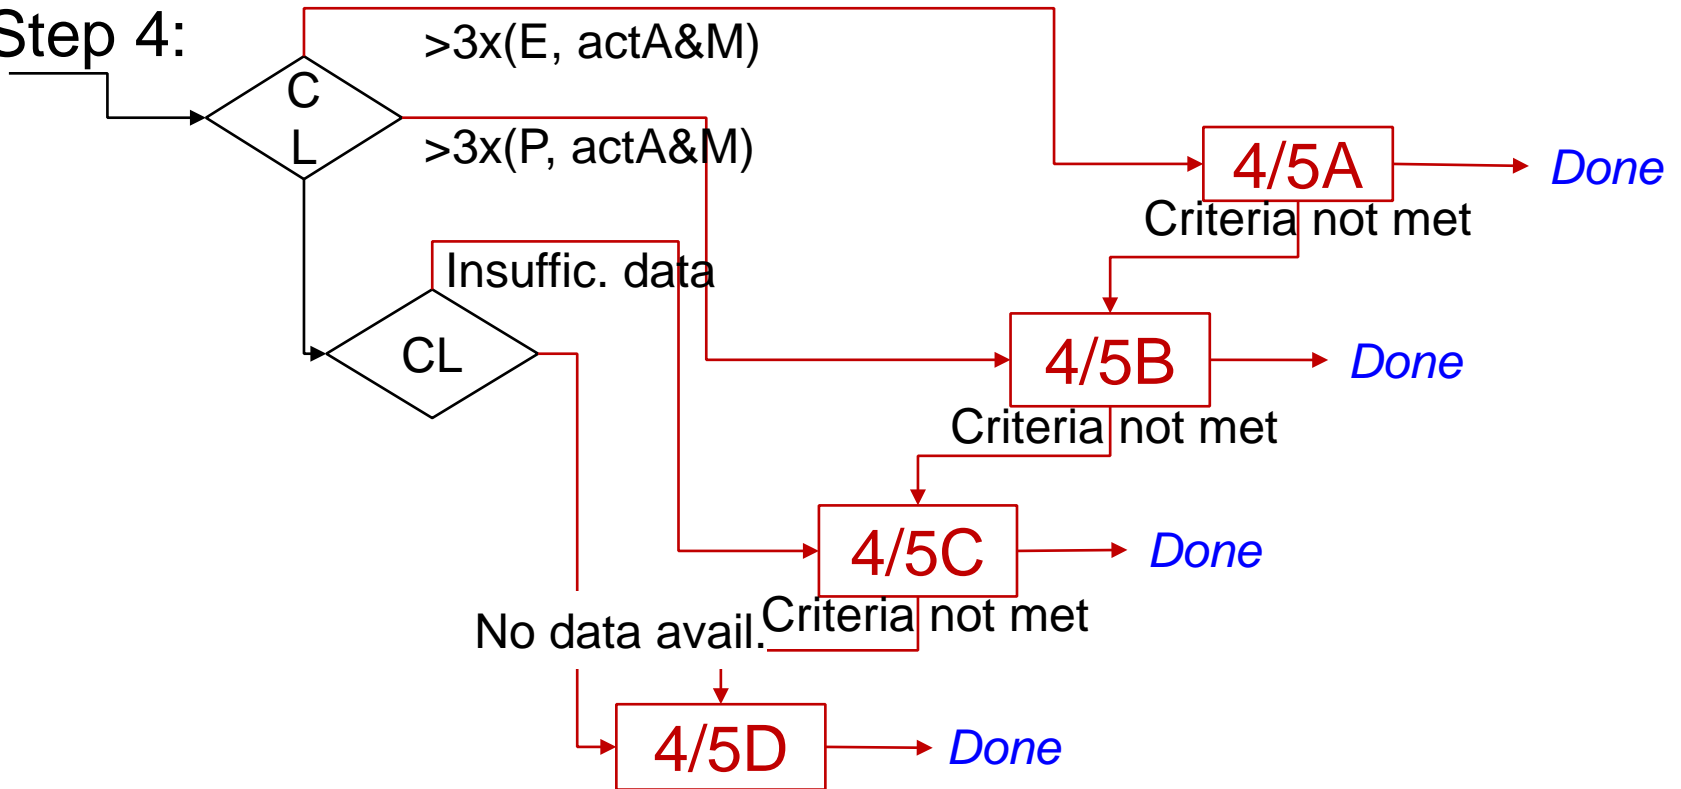 Step 4:
>3x(E, actA&M)
C
L
>3x(P, actA&M)
4/5A
Done
Criteria not met
Insuffic. data
CL
4/5B
Done
Criteria not met
4/5C
Done
Criteria not met
No data avail.
4/5D
Done